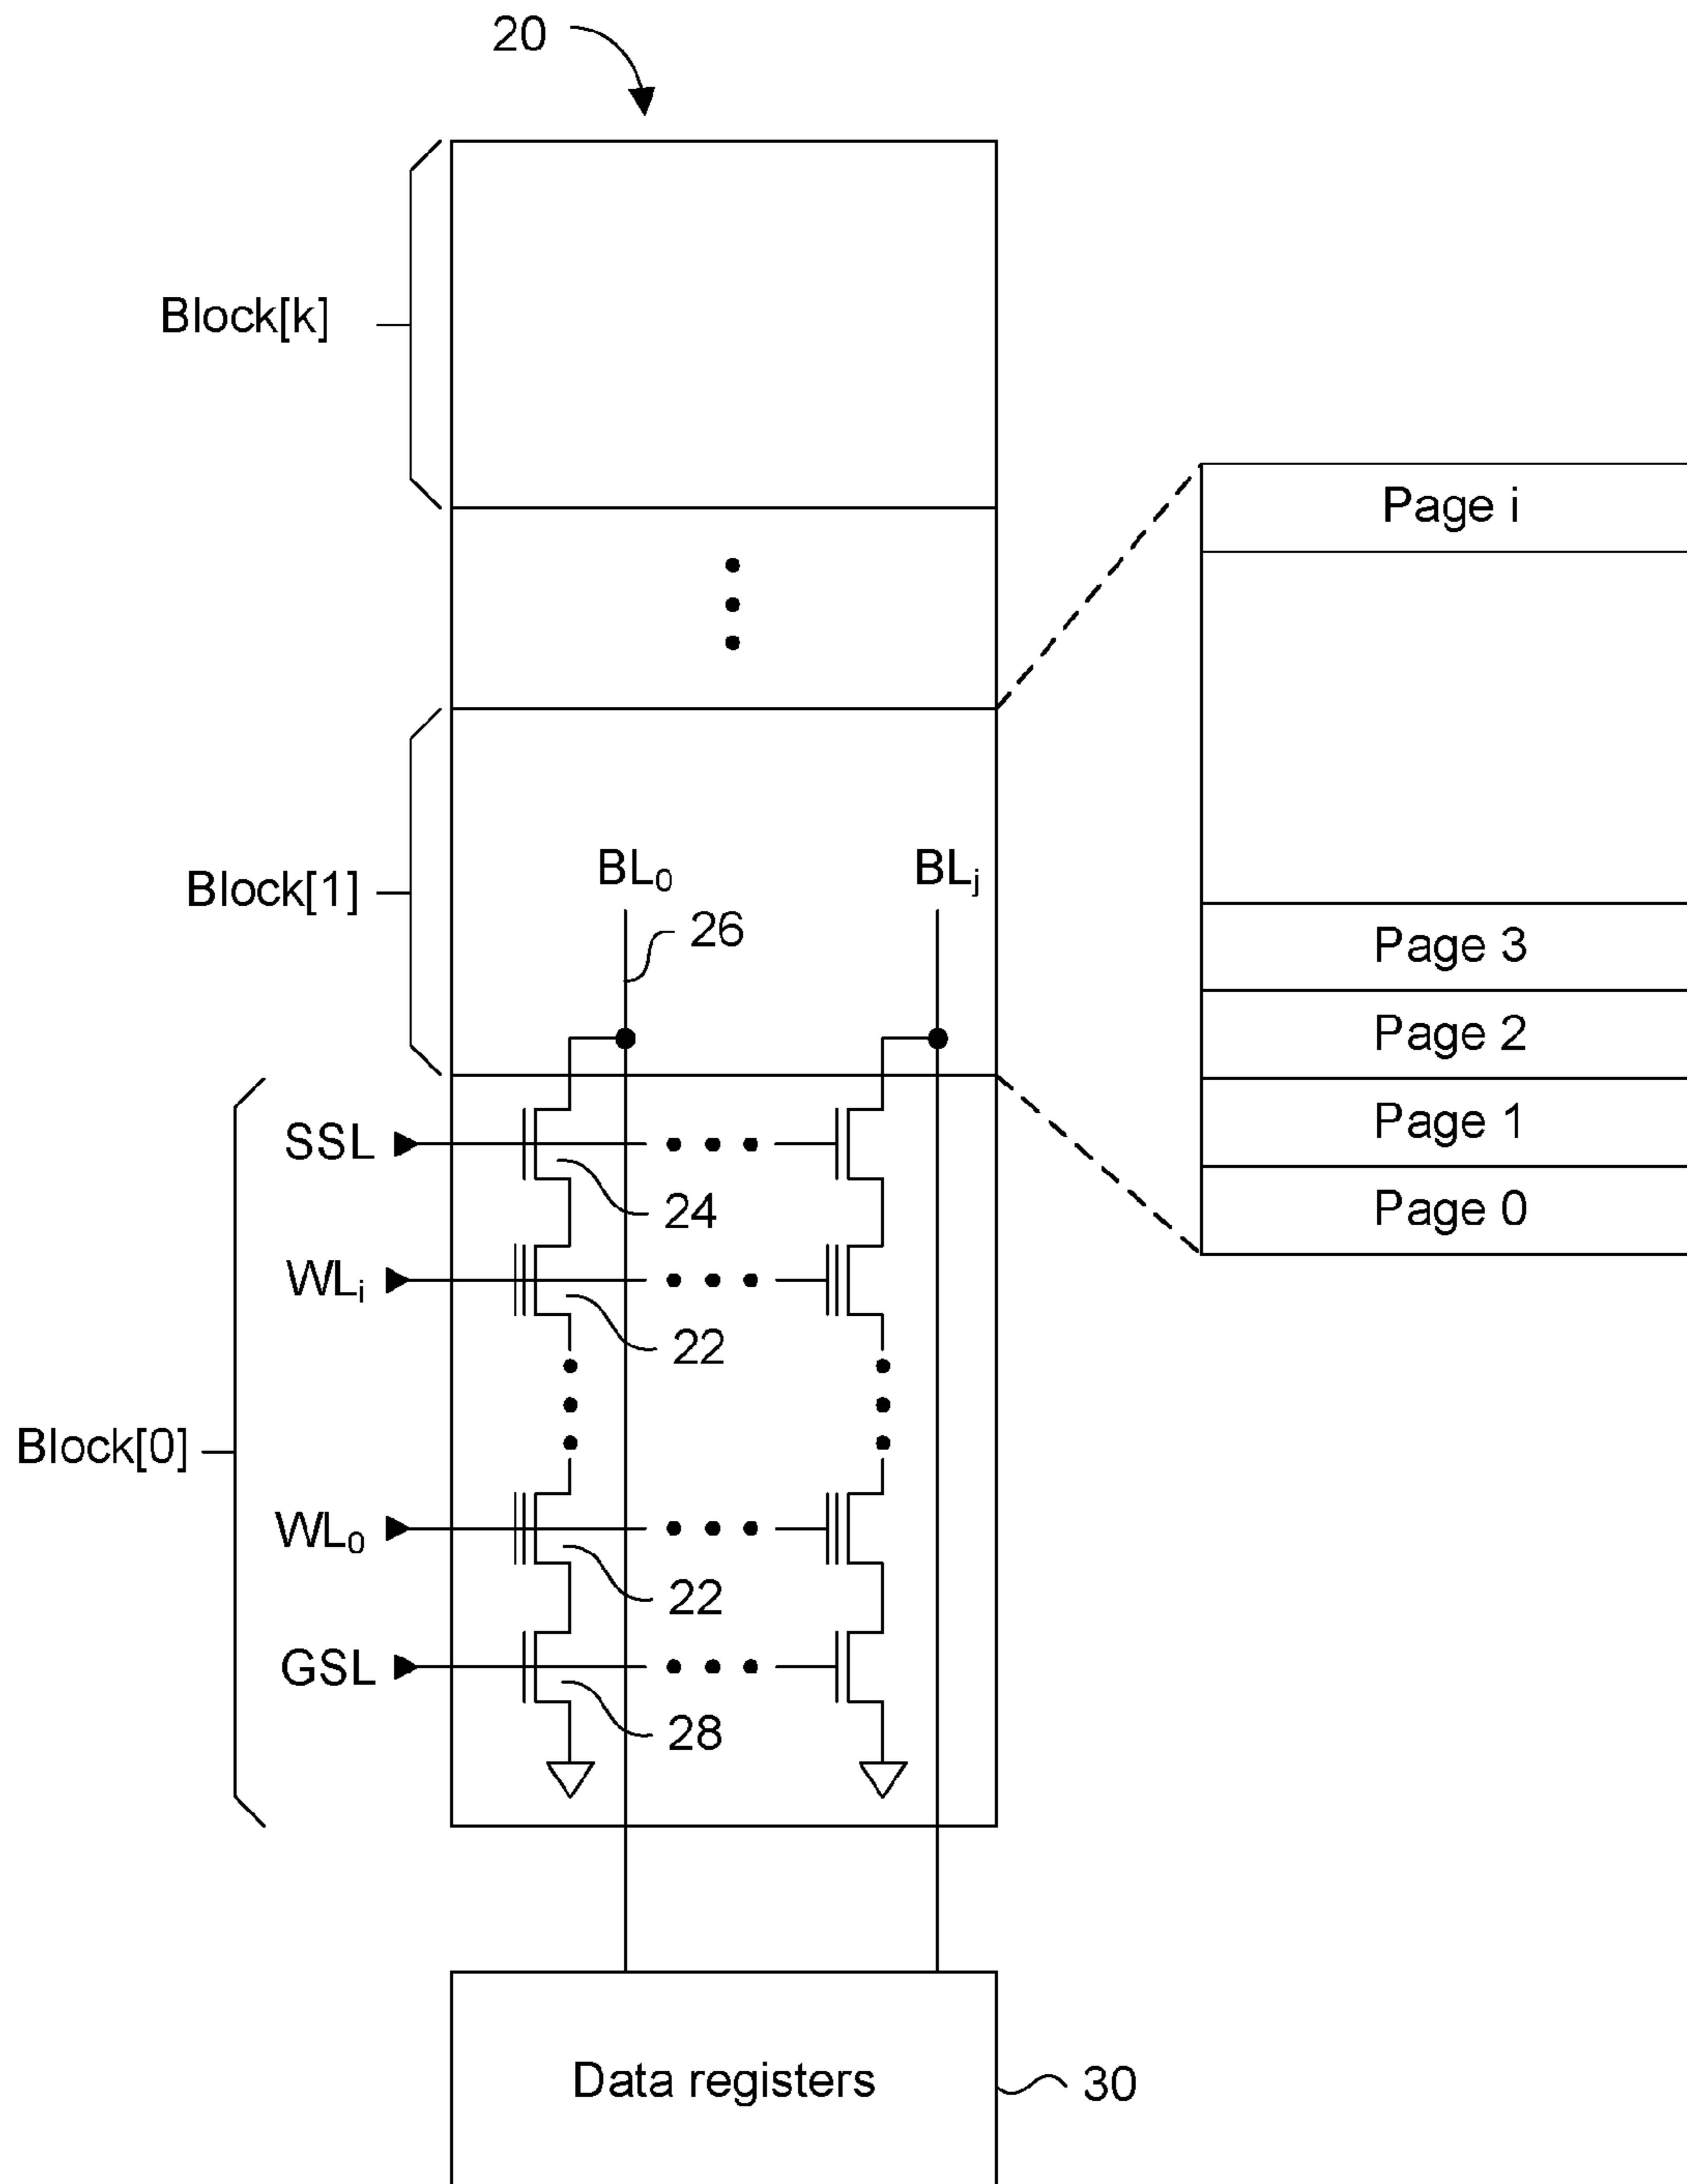 20
Block[k]
Page i
Block[1]
BL₀
BLⱼ
26
Page 3
Page 2
Page 1
Page 0
SSL
24
WLᵢ
22
Block[0]
WL₀
22
GSL
28
Data registers
30